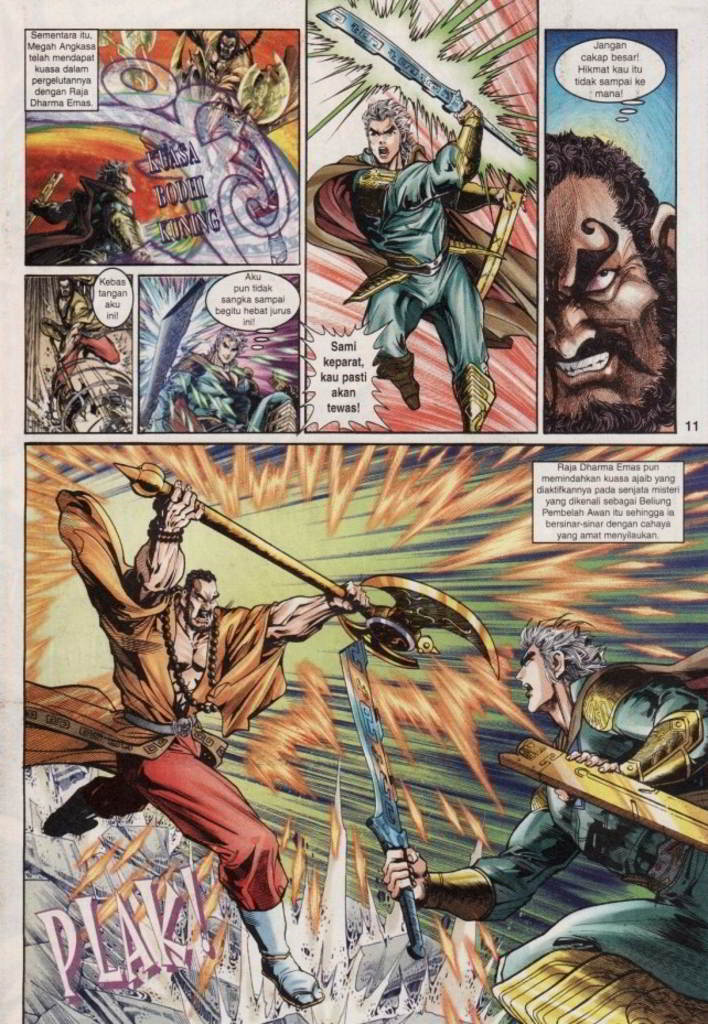 Sementara itu,
Megah Angkasa
telah mendapat
kuasa dalam
pergelutannya
dengan Raja
Dharma Emas.
KUASA
BODHI
KUNING
Kebas
tangan
aku
ini!
Aku
pun tidak
sangka sampai
begitu hebat jurus
ini!
Sami
keparat,
kau pasti
akan
tewas!
Jangan
cakap besar!
Hikmat kau itu
tidak sampai ke
mana!
11
Raja Dharma Emas pun
memindahkan kuasa ajaib yang
diaktifkannya pada senjata misteri
yang dikenali sebagai Beliung
Pembelah Awan itu sehingga ia
bersinar-sinar dengan cahaya
yang amat menyilaukan.
PLAK!